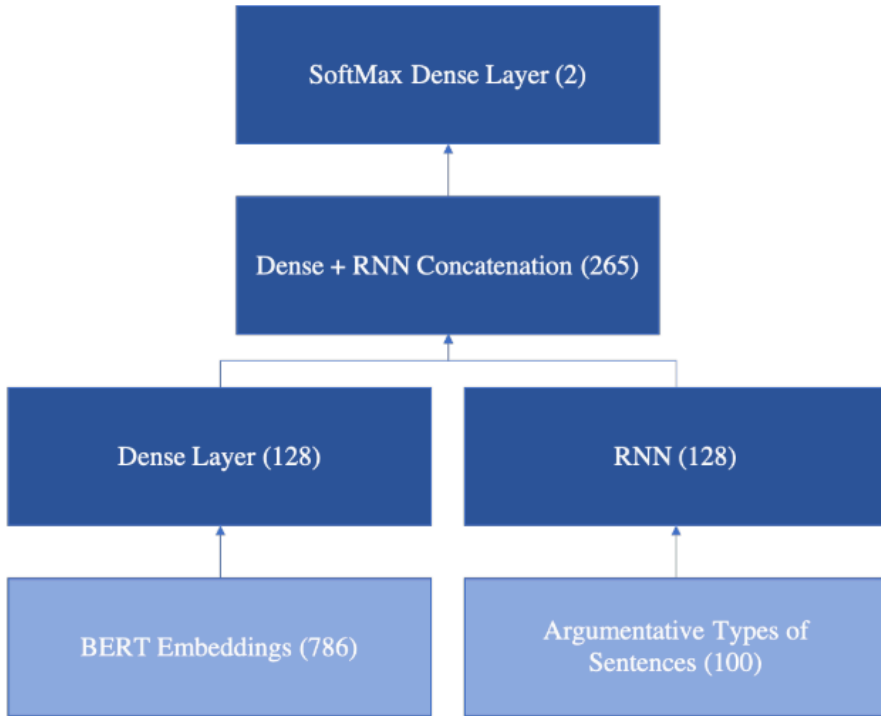 SoftMax Dense Layer (2)
Dense + RNN Concatenation (265)
Dense Layer (128)
RNN (128)
BERT Embeddings (786)
Argumentative Types of
Sentences (100)